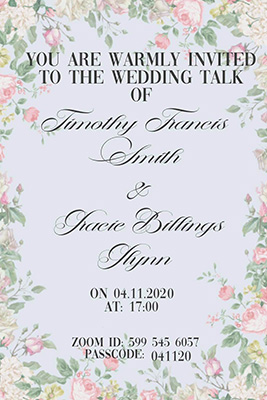 YOU ARE WARMLY INVITED
TO THE WEDDING TALK
OF
Timothy Francis
Smith
&
Gracie Billings
Flynn
ON 04.11.2020
AT: 17:00
ZOOM ID: 599 545 6057
PASSCODE: 041120